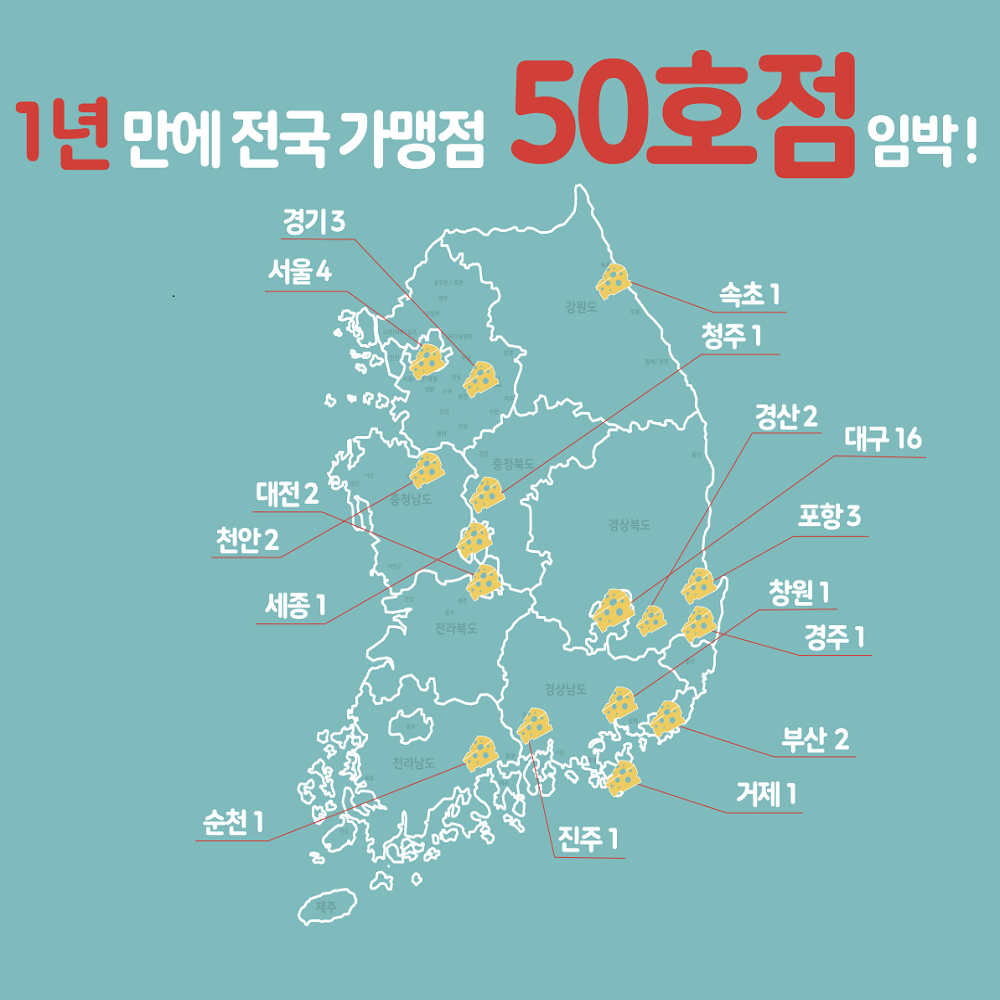 1년 만에 전국 가맹점 50호점 임박!
경기 3
서울 4
속초 1
청주 1
강원도
경산 2
대구 16
충청북도
대전 2
충청남도
포항 3
경상북도
천안 2
세종 1
창원 1
전라북도
경주 1
경상남도
부산 2
전라남도
거제 1
순천 1
진주 1
제주